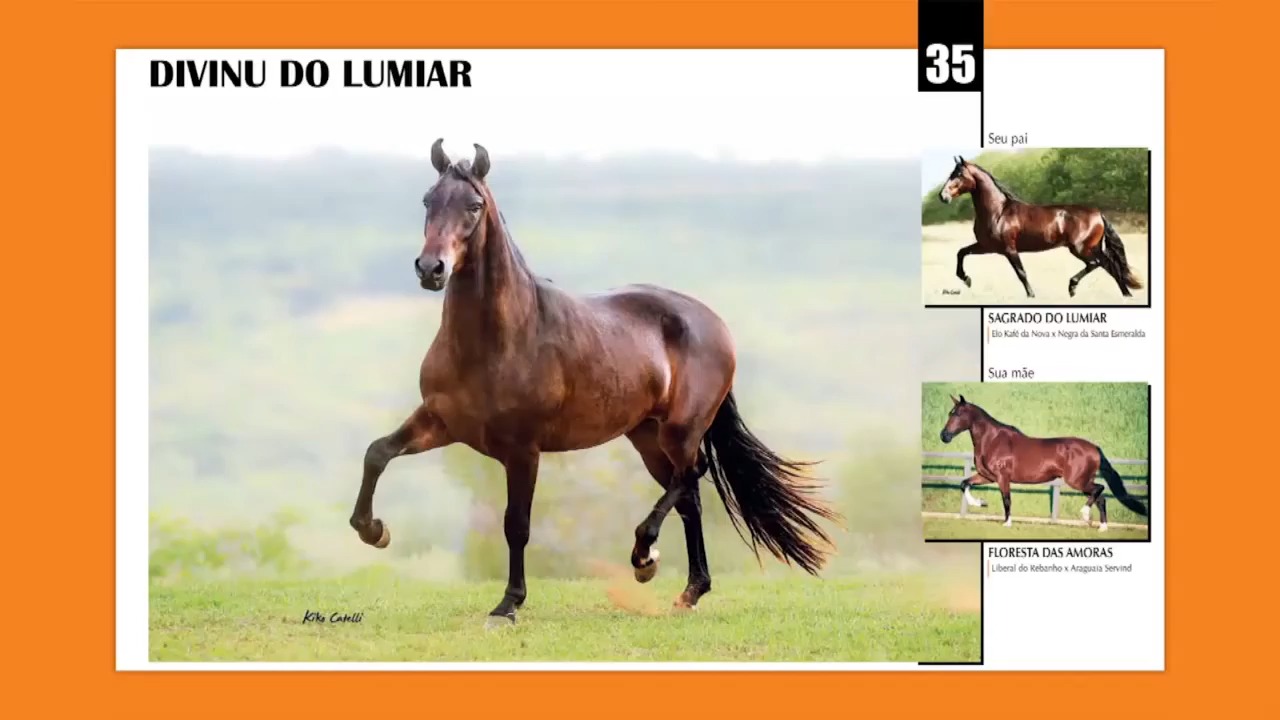 DIVINU DO LUMIAR
35
Seu pai
SAGRADO DO LUMIAR
Elo Kafé da Nova x Negra da Santa Esmeralda
Sua mãe
FLORESTA DAS AMORAS
Liberal do Rebanho x Araguaia Servind
Kiko Catelli